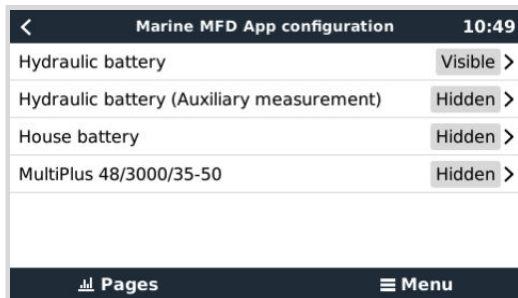 Marine MFD App configuration 10:49
Hydraulic battery Visible
Hydraulic battery (Auxiliary measurement) Hidden
House battery Hidden
MultiPlus 48/3000/35-50 Hidden
Pages Menu